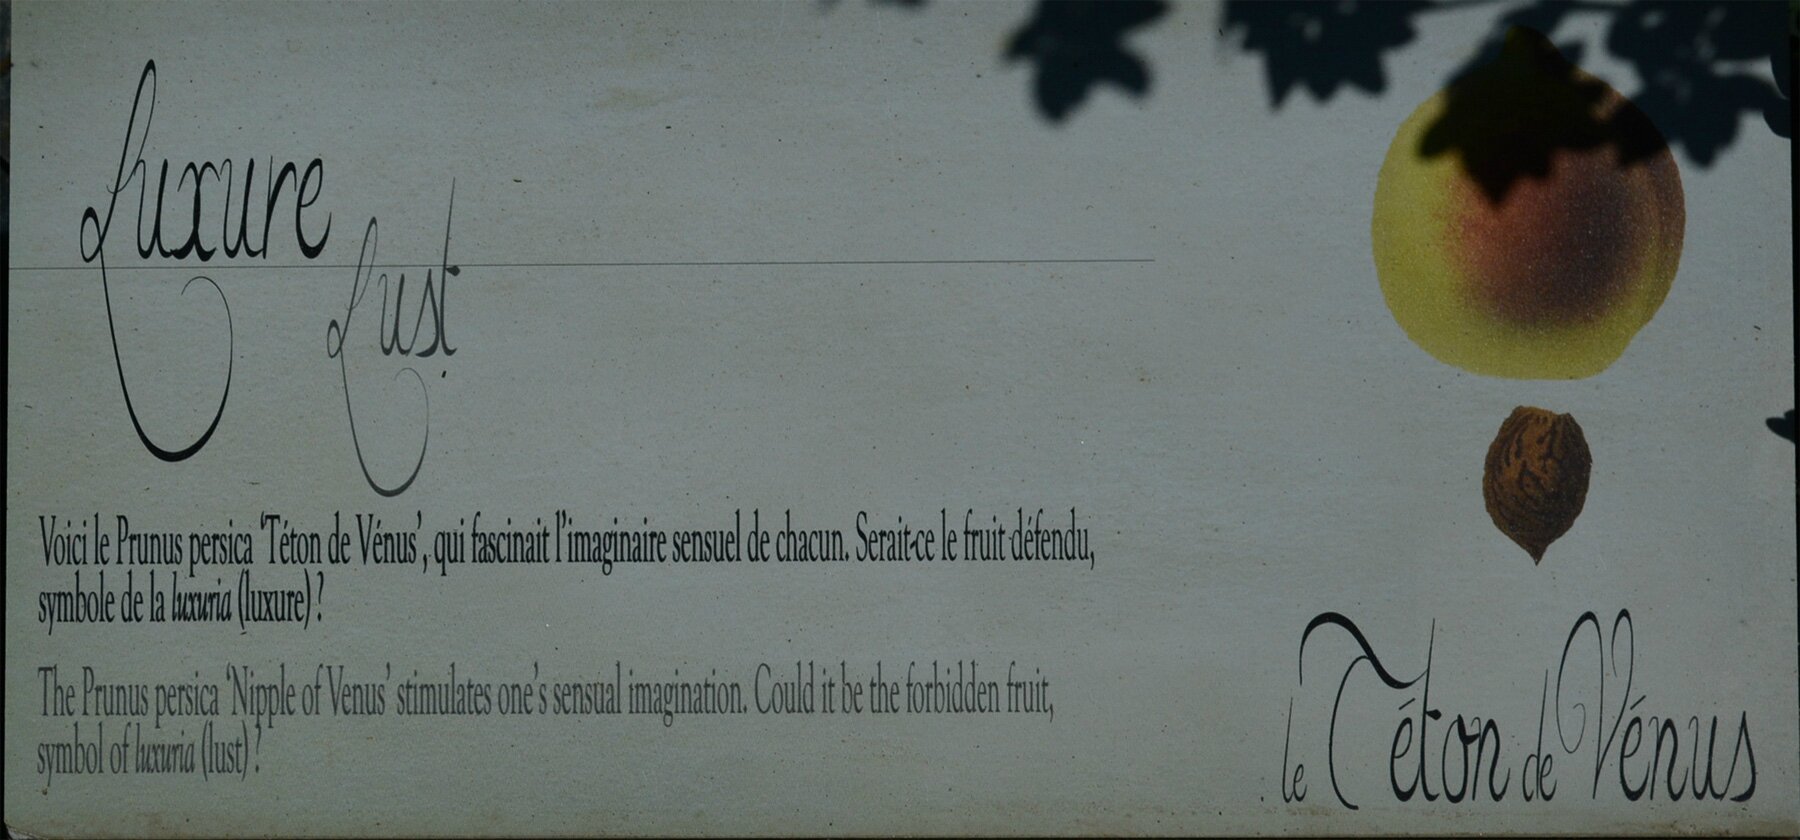 Luxure
Lust
Voici le Prunus persica ‘Téton de Vénus’, qui fascinait l’imaginaire sensuel de chacun. Serait-ce le fruit défendu,
symbole de la luxuria (luxure) ?
The Prunus persica ‘Nipple of Venus’ stimulates one’s sensual imagination. Could it be the forbidden fruit,
symbol of luxuria (lust) ?
le Téton de Vénus